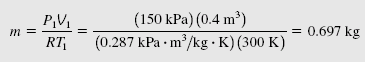 m = P₁V₁ / RT₁ = (150 kPa)(0.4 m³) / (0.287 kPa · m³/kg · K)(300 K) = 0.697 kg